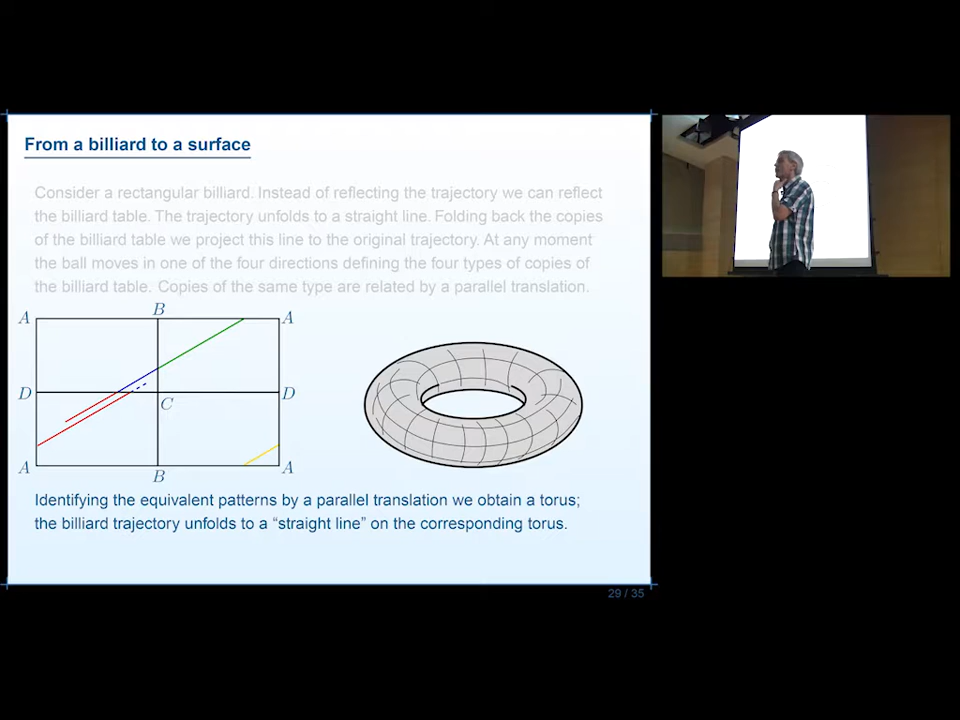 From a billiard to a surface
Consider a rectangular billiard. Instead of reflecting the trajectory we can reflect
the billiard table. The trajectory unfolds to a straight line. Folding back the copies
of the billiard table we project this line to the original trajectory. At any moment
the ball moves in one of the four directions defining the four types of copies of
the billiard table. Copies of the same type are related by a parallel translation.
A B A
D C D
A B A
Identifying the equivalent patterns by a parallel translation we obtain a torus;
the billiard trajectory unfolds to a “straight line” on the corresponding torus.
29 / 35